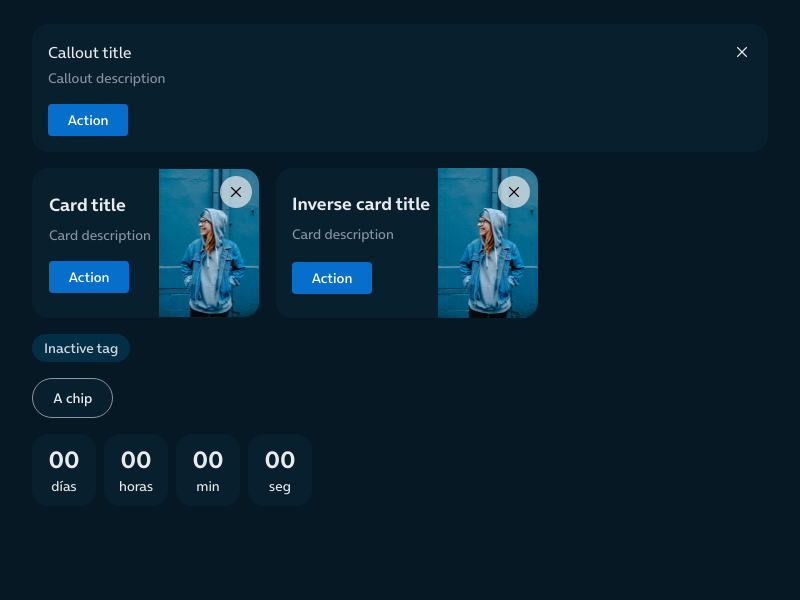 Callout title
Callout description
Action
Card title
Card description
Action
Inverse card title
Card description
Action
Inactive tag
A chip
00 00 00 00
días horas min seg